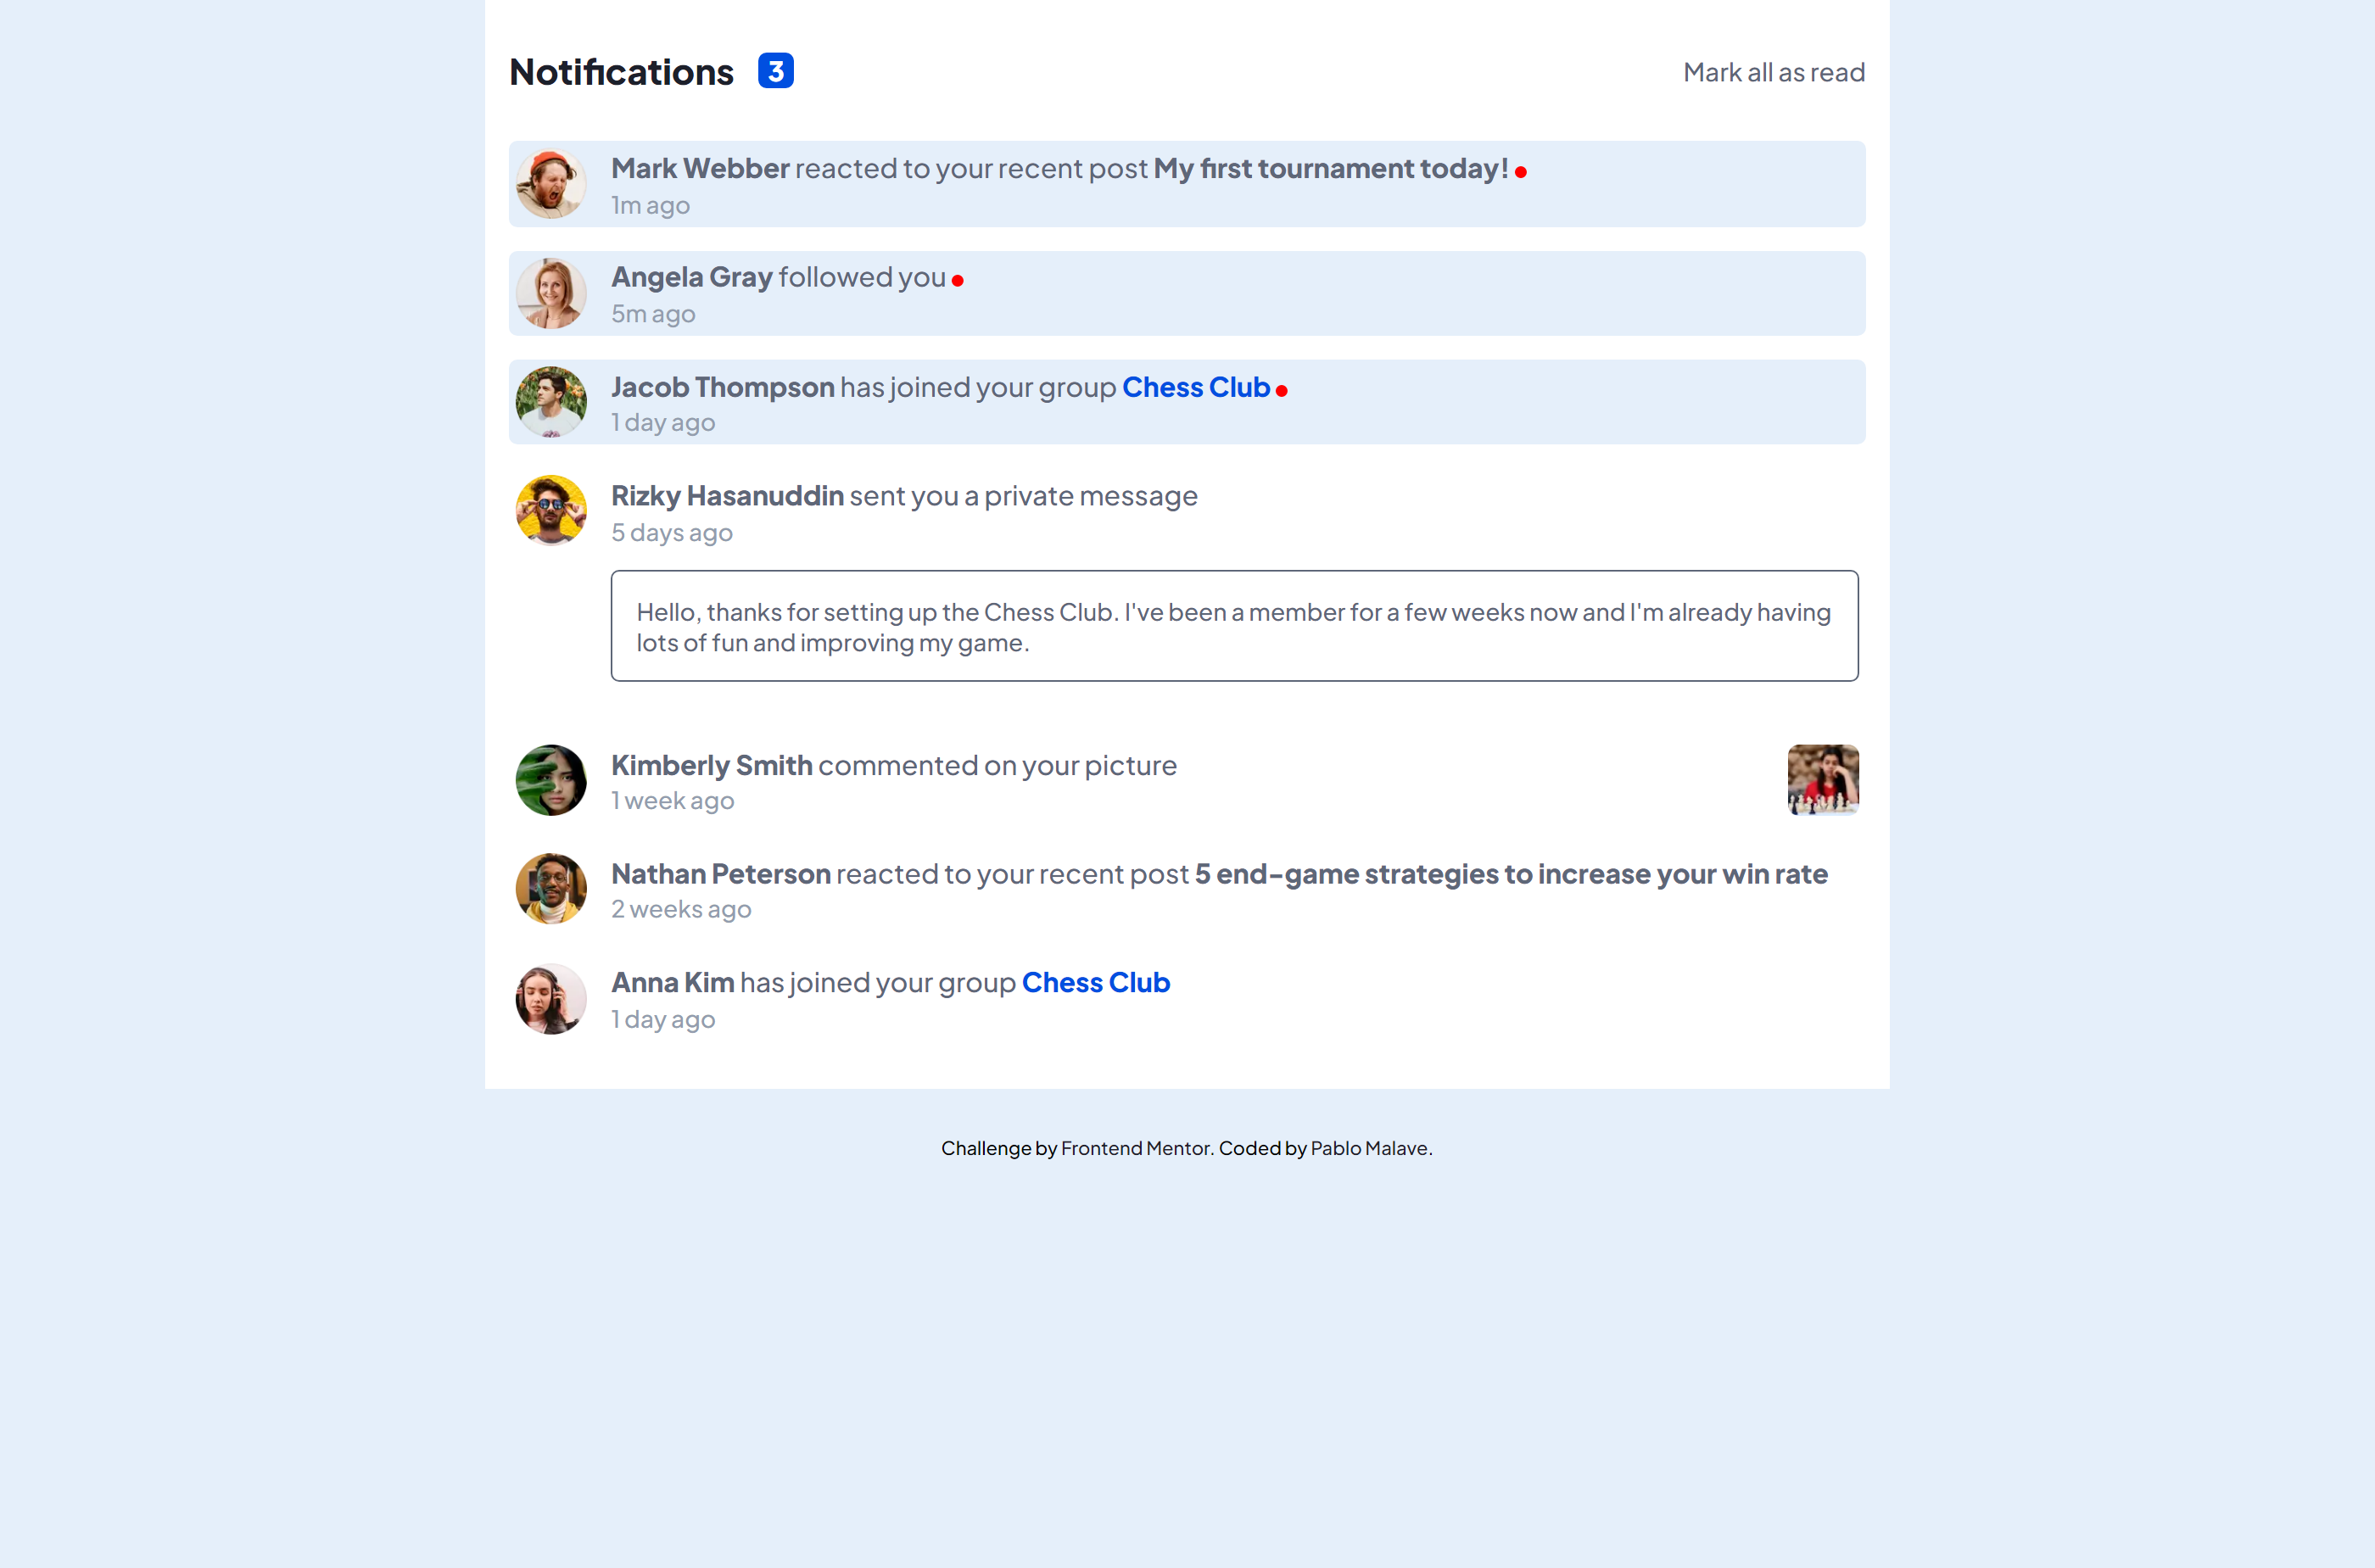 Notifications 3 Mark all as read
Mark Webber reacted to your recent post My first tournament today!
1m ago
Angela Gray followed you
5m ago
Jacob Thompson has joined your group Chess Club
1 day ago
Rizky Hasanuddin sent you a private message
5 days ago
Hello, thanks for setting up the Chess Club. I've been a member for a few weeks now and I'm already having
lots of fun and improving my game.
Kimberly Smith commented on your picture
1 week ago
Nathan Peterson reacted to your recent post 5 end-game strategies to increase your win rate
2 weeks ago
Anna Kim has joined your group Chess Club
1 day ago
Challenge by Frontend Mentor. Coded by Pablo Malave.